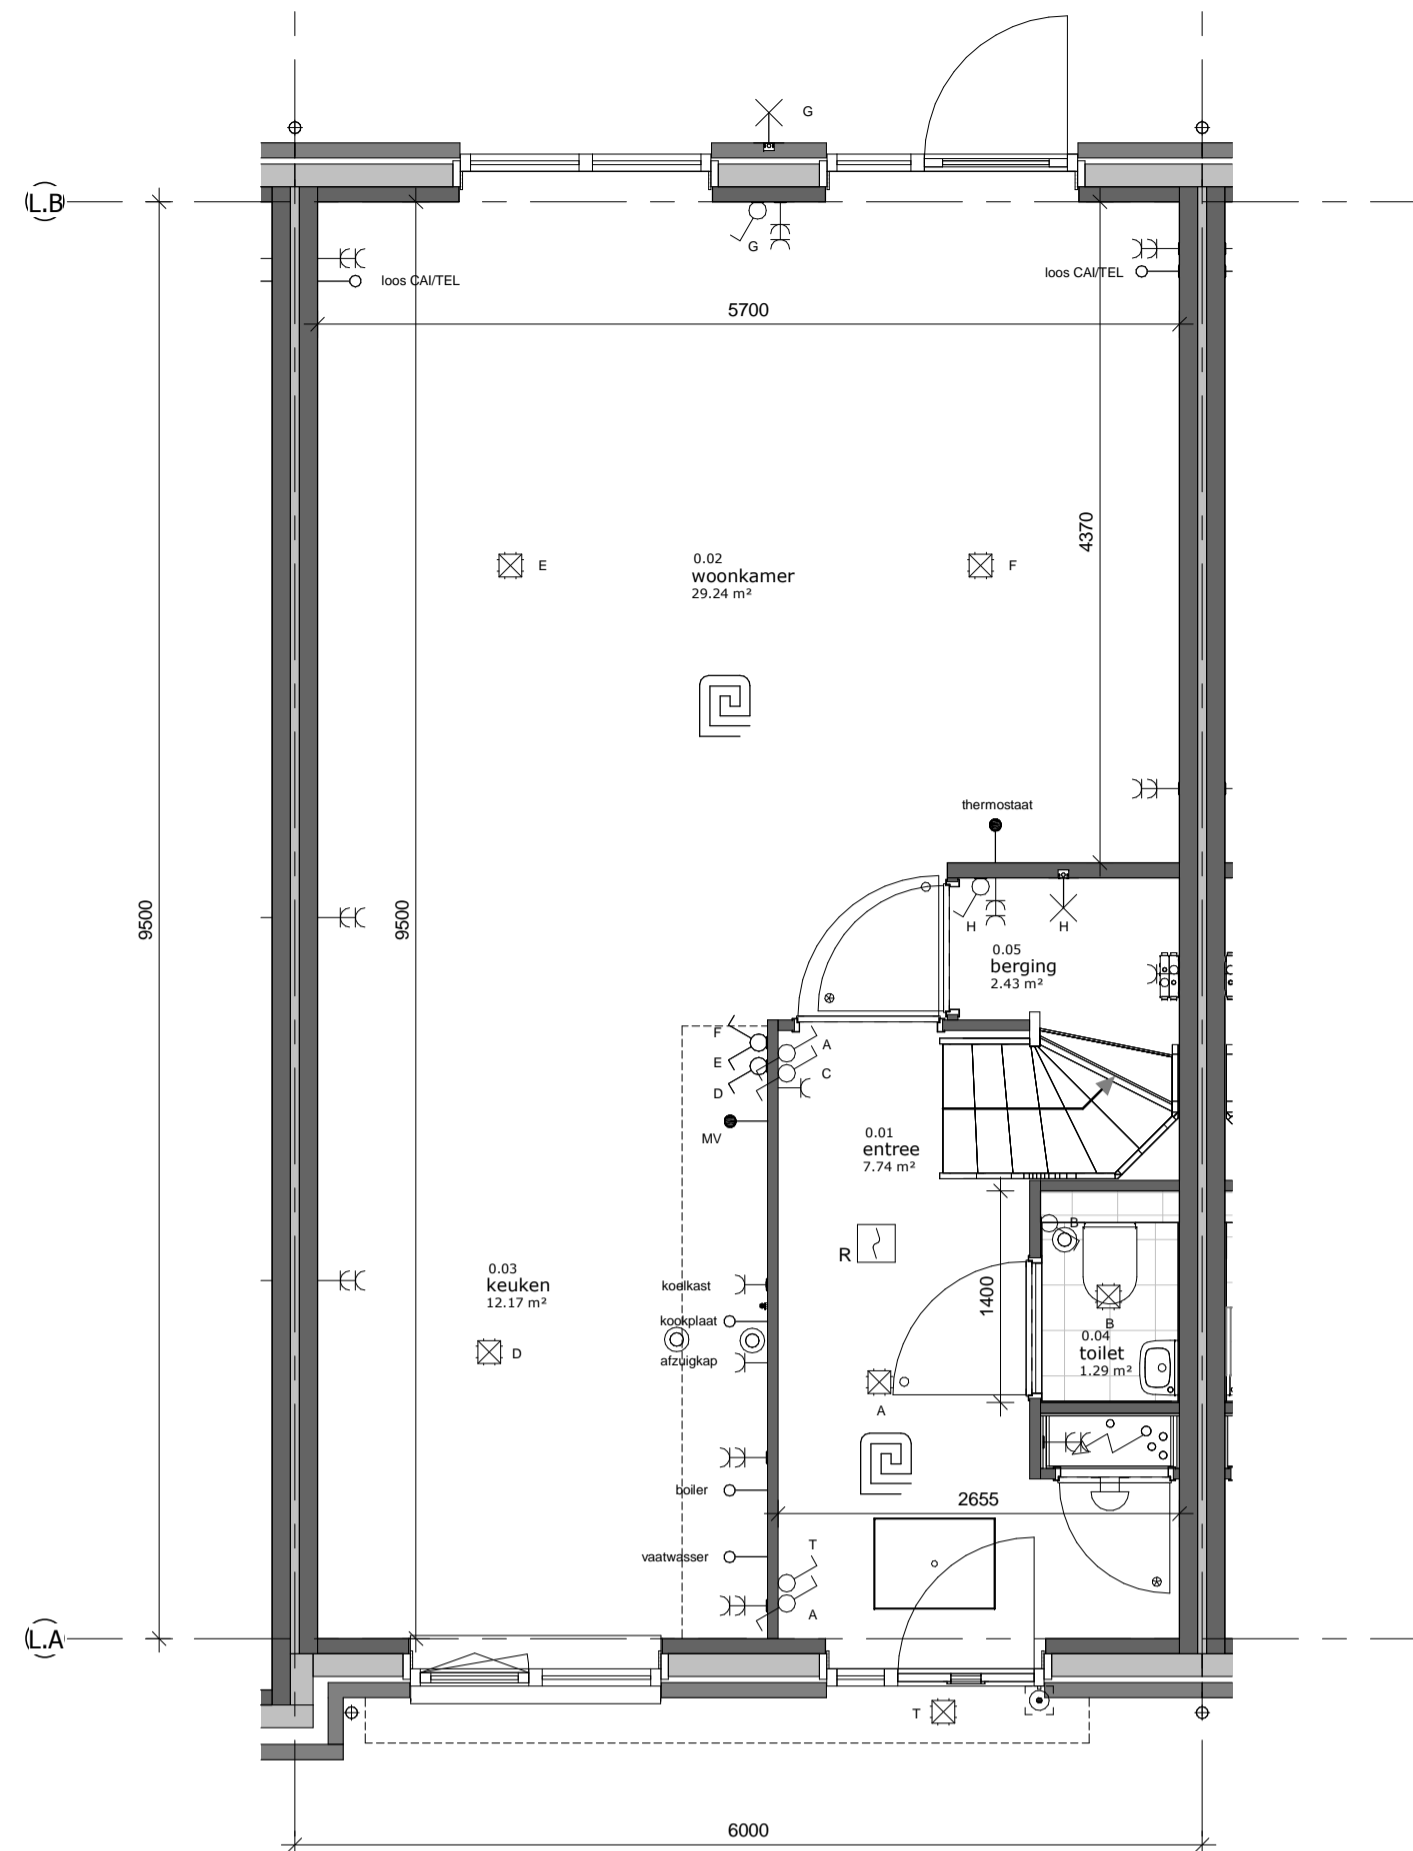 G
L.B
G
loos CAI/TEL
loos CAI/TEL
5700
4370
E
0.02
woonkamer
29.24 m²
F
thermostaat
9500
9500
H
H
0.05
berging
2.43 m²
F
A
E
C
D
MV
0.01
entree
7.74 m²
B
R
0.03
keuken
12.17 m²
koelkast
1400
kookplaat
B
0.04
toilet
1.29 m²
D
afzuigkap
A
boiler
2655
vaatwasser
T
A
L.A
T
6000